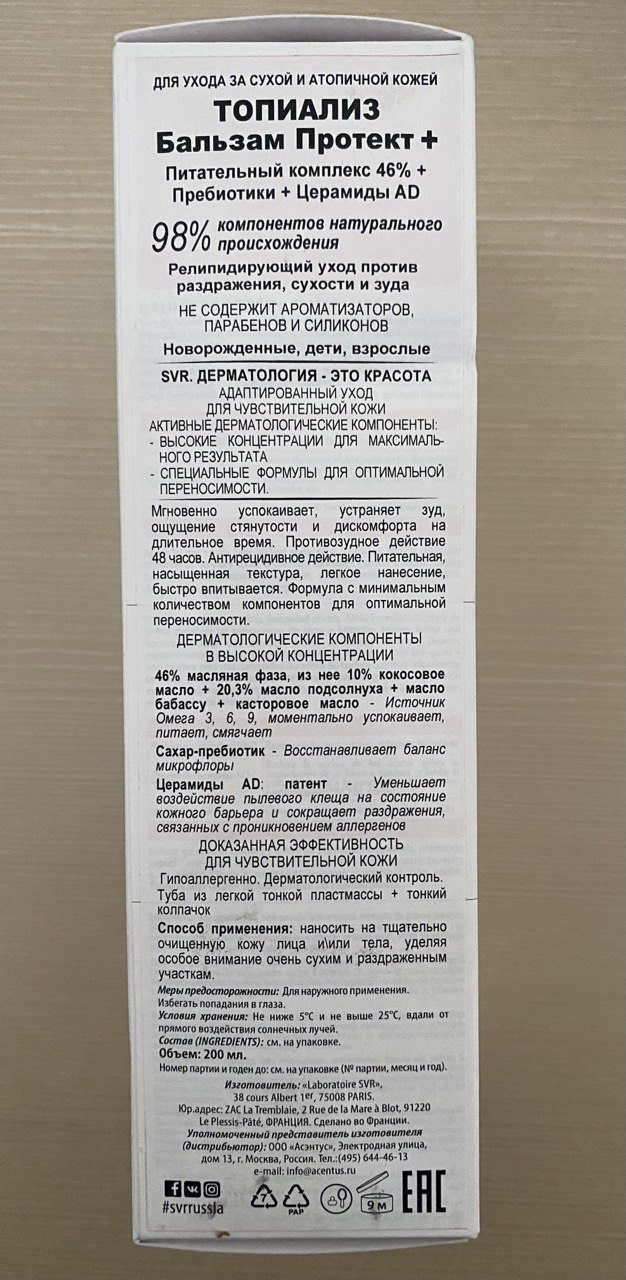 ДЛЯ УХОДА ЗА СУХОЙ И АТОПИЧНОЙ КОЖЕЙ
ТОПИАЛИЗ
Бальзам Протект +
Питательный комплекс 46% +
Пребиотики + Церамиды AD
98% компонентов натурального
происхождения
Релипидирующий уход против
раздражения, сухости и зуда
НЕ СОДЕРЖИТ АРОМАТИЗАТОРОВ,
ПАРАБЕНОВ И СИЛИКОНОВ
Новорожденные, дети, взрослые
SVR. ДЕРМАТОЛОГИЯ - ЭТО КРАСОТА
АДАПТИРОВАННЫЙ УХОД
ДЛЯ ЧУВСТВИТЕЛЬНОЙ КОЖИ
АКТИВНЫЕ ДЕРМАТОЛОГИЧЕСКИЕ КОМПОНЕНТЫ:
- ВЫСОКИЕ КОНЦЕНТРАЦИИ ДЛЯ МАКСИМАЛЬ-
НОГО РЕЗУЛЬТАТА
- СПЕЦИАЛЬНЫЕ ФОРМУЛЫ ДЛЯ ОПТИМАЛЬНОЙ
ПЕРЕНОСИМОСТИ.
Мгновенно успокаивает, устраняет зуд,
ощущение стянутости и дискомфорта на
длительное время. Противозудное действие
48 часов. Антирецидивное действие. Питательная,
насыщенная текстура, легкое нанесение,
быстро впитывается. Формула с минимальным
количеством компонентов для оптимальной
переносимости.
ДЕРМАТОЛОГИЧЕСКИЕ КОМПОНЕНТЫ
В ВЫСОКОЙ КОНЦЕНТРАЦИИ
46% масляная фаза, из нее 10% кокосовое
масло + 20,3% масло подсолнуха + масло
бабассу + касторовое масло - Источник
Омега 3, 6, 9, моментально успокаивает,
питает, смягчает
Сахар-пребиотик - Восстанавливает баланс
микрофлоры
Церамиды AD: патент - Уменьшает
воздействие пылевого клеща на состояние
кожного барьера и сокращает раздражения,
связанных с проникновением аллергенов
ДОКАЗАННАЯ ЭФФЕКТИВНОСТЬ
ДЛЯ ЧУВСТВИТЕЛЬНОЙ КОЖИ
Гипоаллергенно. Дерматологический контроль.
Туба из легкой тонкой пластмассы + тонкий
колпачок
Способ применения: наносить на тщательно
очищенную кожу лица и\или тела, уделяя
особое внимание очень сухим и раздраженным
участкам.
Меры предосторожности: Для наружного применения.
Избегать попадания в глаза.
Условия хранения: Не ниже 5°С и не выше 25°С, вдали от
прямого воздействия солнечных лучей.
Состав (INGREDIENTS): см. на упаковке.
Объем: 200 мл.
Номер партии и годен до: см. на упаковке (№ партии, месяц и год).
Изготовитель: «Laboratoire SVR»,
38 cours Albert 1er, 75008 PARIS.
Юр.адрес: ZAC La Tremblaie, 2 Rue de la Mare à Blot, 91220
Le Plessis-Pâté, ФРАНЦИЯ. Сделано во Франции.
Уполномоченный представитель изготовителя
(дистрибьютор): ООО «Асэнтус», Электродная улица,
дом 13, г. Москва, Россия. Тел.:(495) 644-46-13
e-mail: info@acentus.ru
#svrrussia
7
PAP
9 м
EAC